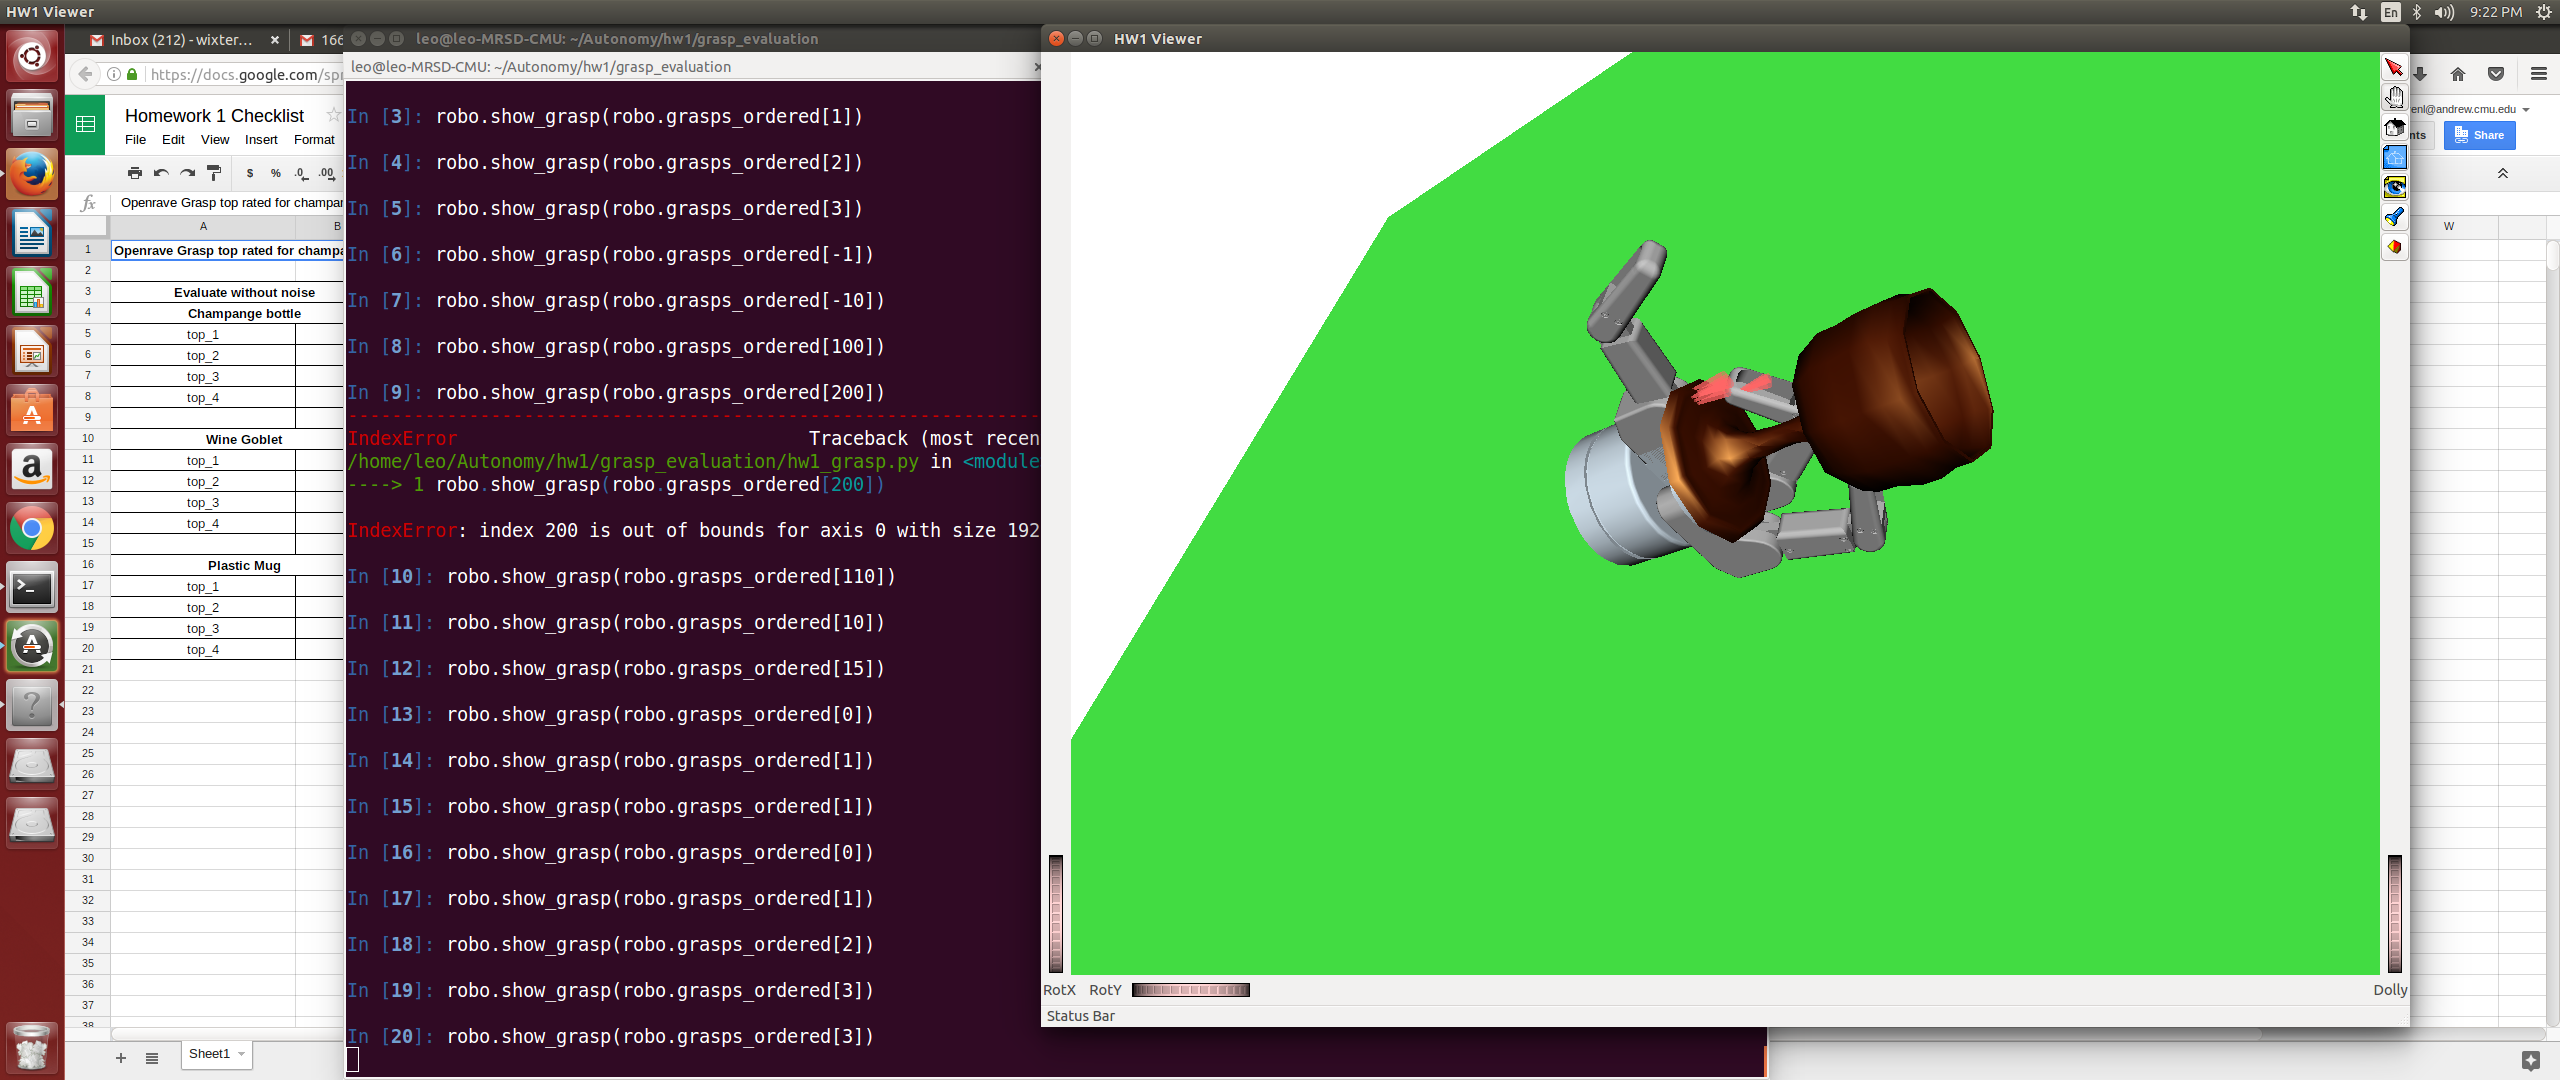 HW1 Viewer
En
9:22 PM
Inbox (212) - wixter...
166
https://docs.google.com/spr
Homework 1 Checklist
File Edit View Insert Format
$ % .0 .00
fx Openrave Grasp top rated for champan
A B
1 Openrave Grasp top rated for champa
2
3 Evaluate without noise
4 Champange bottle
5 top_1
6 top_2
7 top_3
8 top_4
9
10 Wine Goblet
11 top_1
12 top_2
13 top_3
14 top_4
15
16 Plastic Mug
17 top_1
18 top_2
19 top_3
20 top_4
21
22
23
24
25
26
27
28
29
30
31
32
33
34
35
36
37
38
Sheet1
leo@leo-MRSD-CMU: ~/Autonomy/hw1/grasp_evaluation
leo@leo-MRSD-CMU: ~/Autonomy/hw1/grasp_evaluation
In [3]: robo.show_grasp(robo.grasps_ordered[1])
In [4]: robo.show_grasp(robo.grasps_ordered[2])
In [5]: robo.show_grasp(robo.grasps_ordered[3])
In [6]: robo.show_grasp(robo.grasps_ordered[-1])
In [7]: robo.show_grasp(robo.grasps_ordered[-10])
In [8]: robo.show_grasp(robo.grasps_ordered[100])
In [9]: robo.show_grasp(robo.grasps_ordered[200])
---------------------------------------------------------------
IndexError Traceback (most recen
/home/leo/Autonomy/hw1/grasp_evaluation/hw1_grasp.py in <module
----> 1 robo.show_grasp(robo.grasps_ordered[200])
IndexError: index 200 is out of bounds for axis 0 with size 192
In [10]: robo.show_grasp(robo.grasps_ordered[110])
In [11]: robo.show_grasp(robo.grasps_ordered[10])
In [12]: robo.show_grasp(robo.grasps_ordered[15])
In [13]: robo.show_grasp(robo.grasps_ordered[0])
In [14]: robo.show_grasp(robo.grasps_ordered[1])
In [15]: robo.show_grasp(robo.grasps_ordered[1])
In [16]: robo.show_grasp(robo.grasps_ordered[0])
In [17]: robo.show_grasp(robo.grasps_ordered[1])
In [18]: robo.show_grasp(robo.grasps_ordered[2])
In [19]: robo.show_grasp(robo.grasps_ordered[3])
In [20]: robo.show_grasp(robo.grasps_ordered[3])
HW1 Viewer
RotX RotY
Dolly
Status Bar
enl@andrew.cmu.edu
nts
Share
W